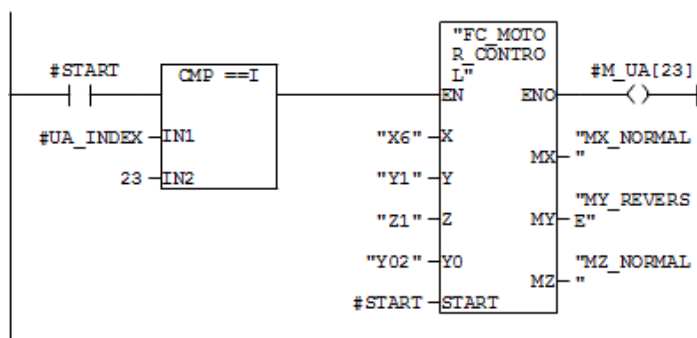 "FC_MOTO
R_CONTRO
L"
#START
CMP ==I
#M_UA[23]
EN
ENO
#UA_INDEX
IN1
"X6"
X
"MX_NORMAL
"
MX
23
IN2
"Y1"
Y
"MY_REVERS
E"
MY
"Z1"
Z
"Y02"
Y0
"MZ_NORMAL
"
MZ
#START
START